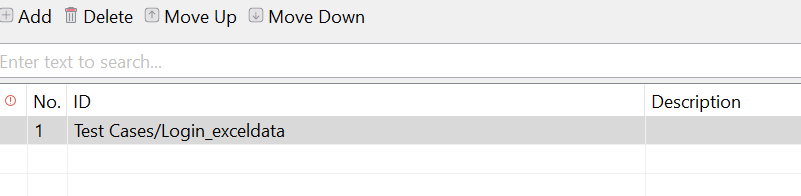 Add Delete Move Up Move Down
Enter text to search...
No. ID Description
1 Test Cases/Login_exceldata